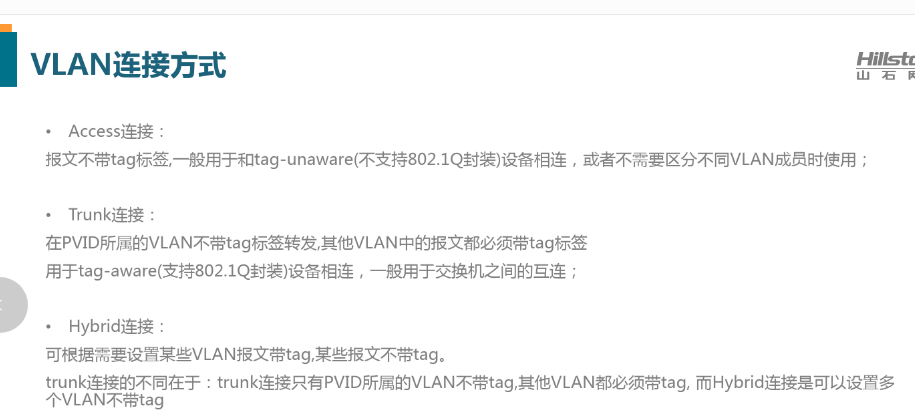 VLAN连接方式
Hillsto
山石网
• Access连接：
报文不带tag标签,一般用于和tag-unaware(不支持802.1Q封装)设备相连，或者不需要区分不同VLAN成员时使用；
• Trunk连接：
在PVID所属的VLAN不带tag标签转发,其他VLAN中的报文都必须带tag标签
用于tag-aware(支持802.1Q封装)设备相连，一般用于交换机之间的互连；
• Hybrid连接：
可根据需要设置某些VLAN报文带tag,某些报文不带tag。
trunk连接的不同在于：trunk连接只有PVID所属的VLAN不带tag,其他VLAN都必须带tag, 而Hybrid连接是可以设置多
个VLAN不带tag